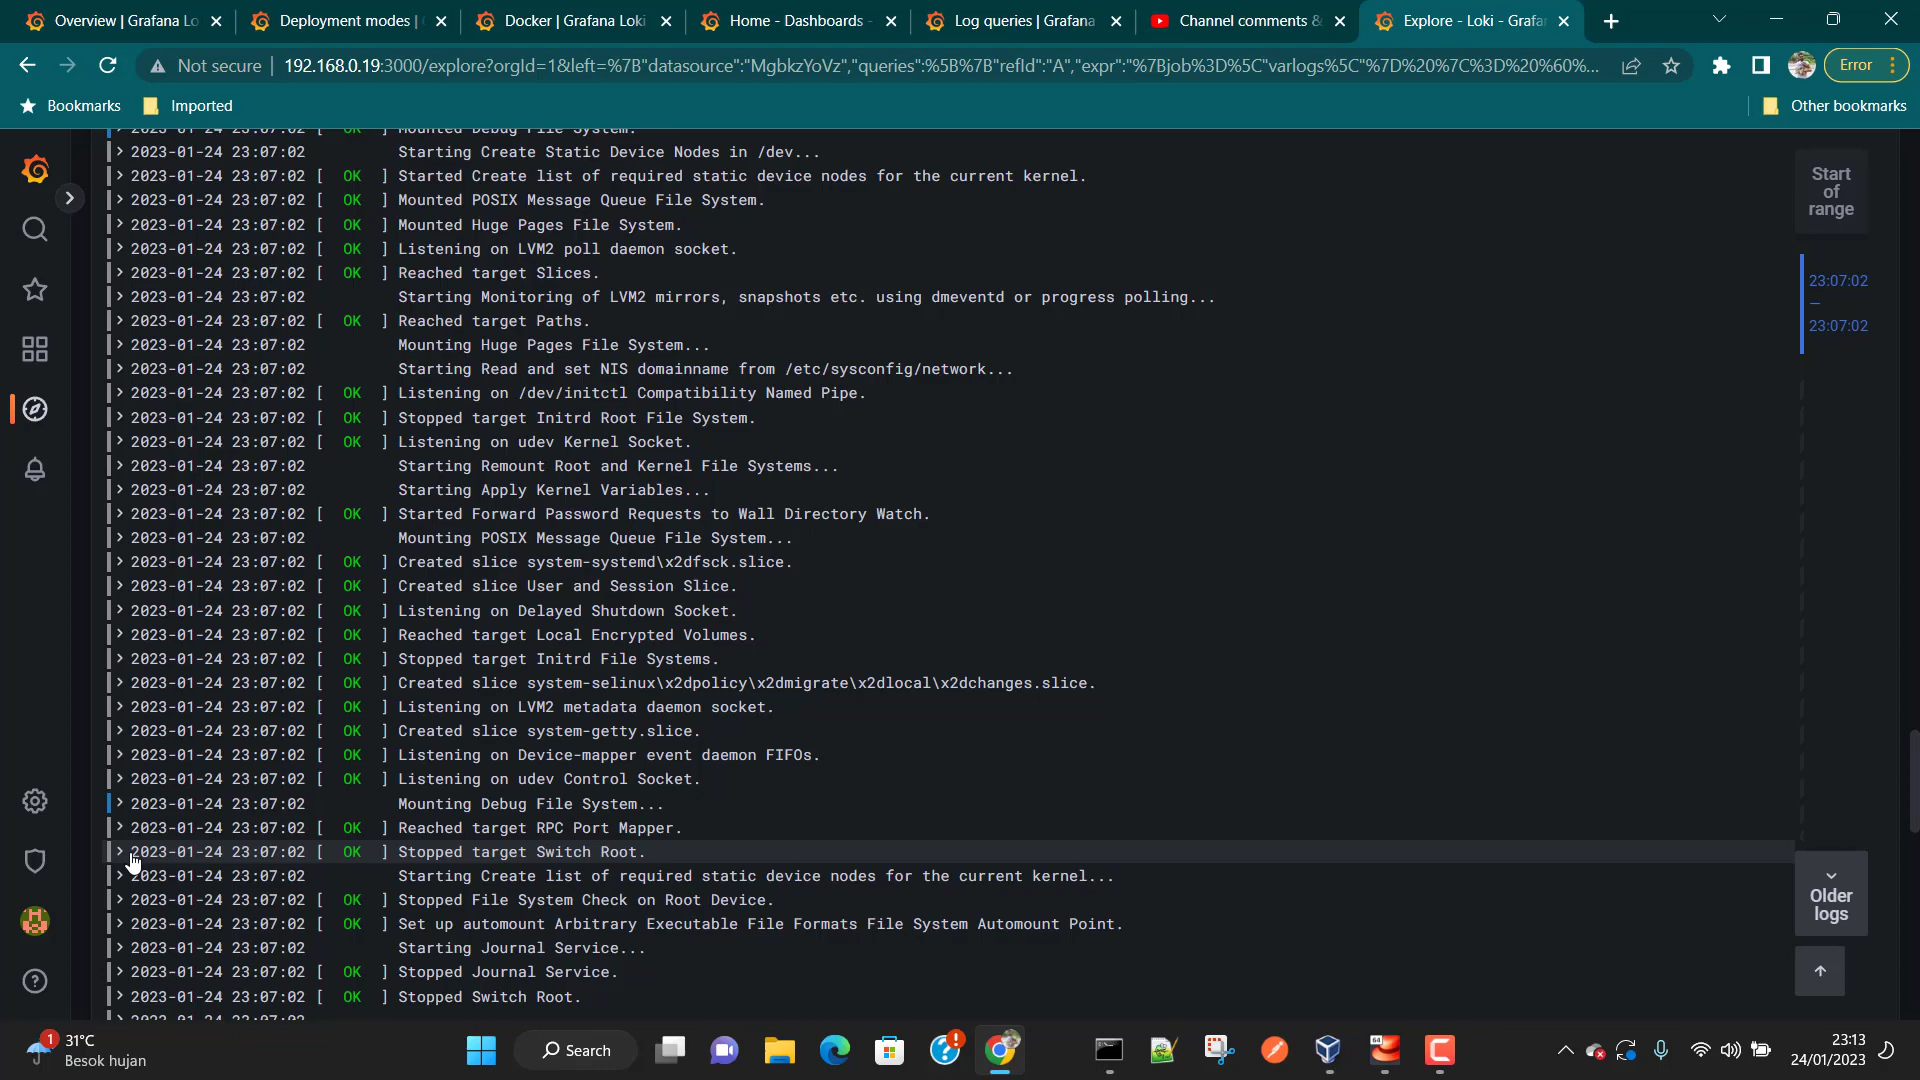 Overview | Grafana Lo
Deployment modes |
Docker | Grafana Loki
Home - Dashboards -
Log queries | Grafana
Channel comments &
Explore - Loki - Grafan
Not secure
192.168.0.19:3000/explore?orgId=1&left=%7B"datasource":"MgbkzYoVz","queries":%5B%7B"refId":"A","expr":"%7Bjob%3D%5C"varlogs%5C"%7D%20%7C%3D%20%60%...
Error
Bookmarks
Imported
Other bookmarks
2023-01-24 23:07:02 [ OK ] Mounted Debug File System.
2023-01-24 23:07:02 Starting Create Static Device Nodes in /dev...
2023-01-24 23:07:02 [ OK ] Started Create list of required static device nodes for the current kernel.
2023-01-24 23:07:02 [ OK ] Mounted POSIX Message Queue File System.
2023-01-24 23:07:02 [ OK ] Mounted Huge Pages File System.
2023-01-24 23:07:02 [ OK ] Listening on LVM2 poll daemon socket.
2023-01-24 23:07:02 [ OK ] Reached target Slices.
2023-01-24 23:07:02 Starting Monitoring of LVM2 mirrors, snapshots etc. using dmeventd or progress polling...
2023-01-24 23:07:02 [ OK ] Reached target Paths.
2023-01-24 23:07:02 Mounting Huge Pages File System...
2023-01-24 23:07:02 Starting Read and set NIS domainname from /etc/sysconfig/network...
2023-01-24 23:07:02 [ OK ] Listening on /dev/initctl Compatibility Named Pipe.
2023-01-24 23:07:02 [ OK ] Stopped target Initrd Root File System.
2023-01-24 23:07:02 [ OK ] Listening on udev Kernel Socket.
2023-01-24 23:07:02 Starting Remount Root and Kernel File Systems...
2023-01-24 23:07:02 Starting Apply Kernel Variables...
2023-01-24 23:07:02 [ OK ] Started Forward Password Requests to Wall Directory Watch.
2023-01-24 23:07:02 Mounting POSIX Message Queue File System...
2023-01-24 23:07:02 [ OK ] Created slice system-systemd\x2dfsck.slice.
2023-01-24 23:07:02 [ OK ] Created slice User and Session Slice.
2023-01-24 23:07:02 [ OK ] Listening on Delayed Shutdown Socket.
2023-01-24 23:07:02 [ OK ] Reached target Local Encrypted Volumes.
2023-01-24 23:07:02 [ OK ] Stopped target Initrd File Systems.
2023-01-24 23:07:02 [ OK ] Created slice system-selinux\x2dpolicy\x2dmigrate\x2dlocal\x2dchanges.slice.
2023-01-24 23:07:02 [ OK ] Listening on LVM2 metadata daemon socket.
2023-01-24 23:07:02 [ OK ] Created slice system-getty.slice.
2023-01-24 23:07:02 [ OK ] Listening on Device-mapper event daemon FIFOs.
2023-01-24 23:07:02 [ OK ] Listening on udev Control Socket.
2023-01-24 23:07:02 Mounting Debug File System...
2023-01-24 23:07:02 [ OK ] Reached target RPC Port Mapper.
2023-01-24 23:07:02 [ OK ] Stopped target Switch Root.
2023-01-24 23:07:02 Starting Create list of required static device nodes for the current kernel...
2023-01-24 23:07:02 [ OK ] Stopped File System Check on Root Device.
2023-01-24 23:07:02 [ OK ] Set up automount Arbitrary Executable File Formats File System Automount Point.
2023-01-24 23:07:02 Starting Journal Service...
2023-01-24 23:07:02 [ OK ] Stopped Journal Service.
2023-01-24 23:07:02 [ OK ] Stopped Switch Root.
2023-01-24 23:07:02
Start
of
range
23:07:02
—
23:07:02
Older
logs
1
31°C
Besok hujan
Search
64
23:13
24/01/2023